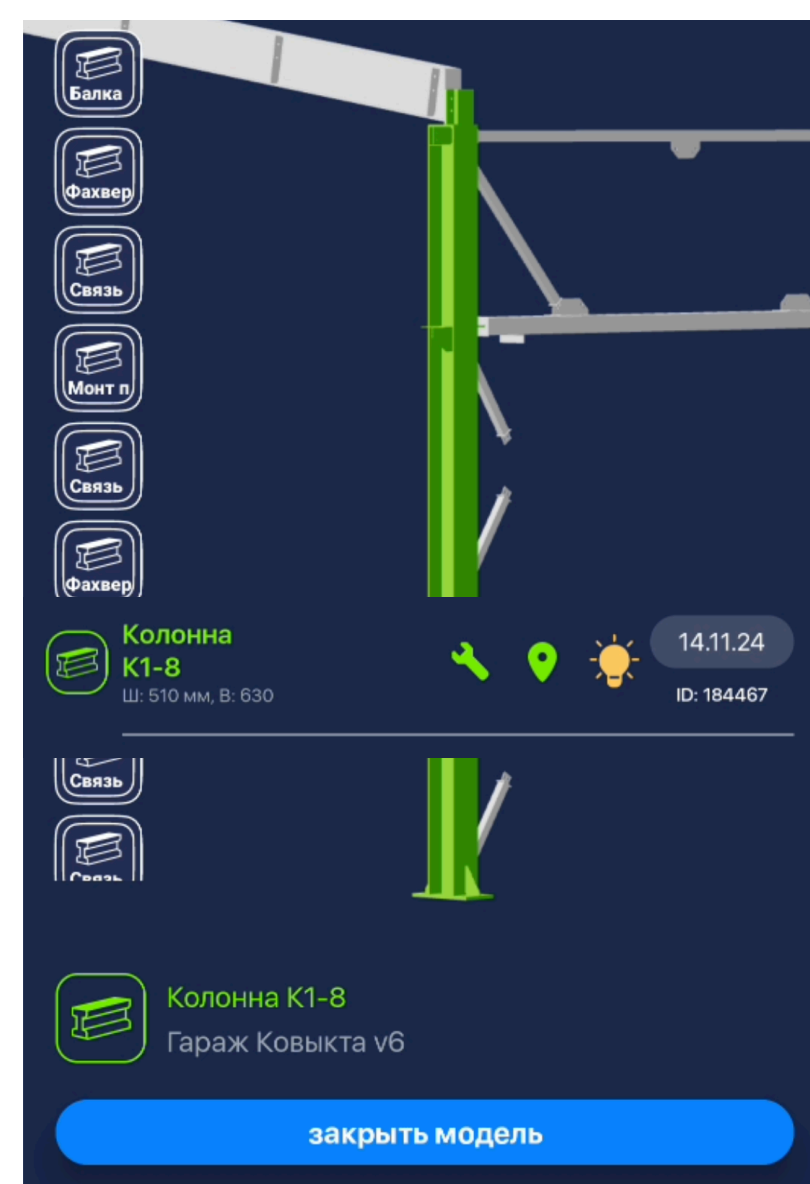 Балка
Фахвер
Связь
Монт п
Связь
Фахвер
Колонна
К1-8
Ш: 510 мм, В: 630
14.11.24
ID: 184467
Связь
Связь
Колонна К1-8
Гараж Ковыкта v6
закрыть модель